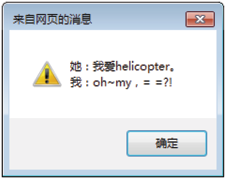 来自网页的消息
她：我爱helicopter。
我：oh~my，= =?!
确定